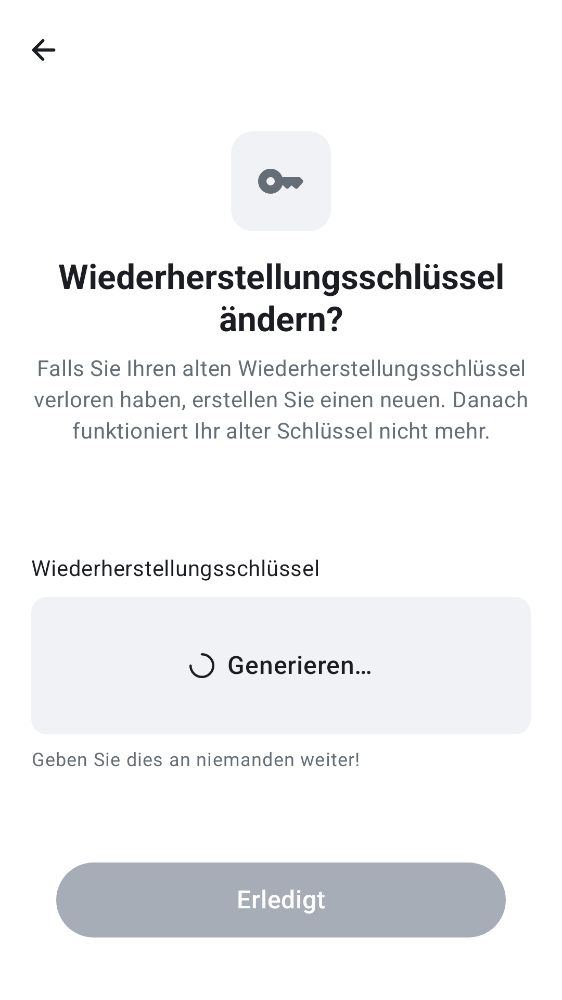 Wiederherstellungsschlüssel
ändern?
Falls Sie Ihren alten Wiederherstellungsschlüssel
verloren haben, erstellen Sie einen neuen. Danach
funktioniert Ihr alter Schlüssel nicht mehr.
Wiederherstellungsschlüssel
Generieren…
Geben Sie dies an niemanden weiter!
Erledigt